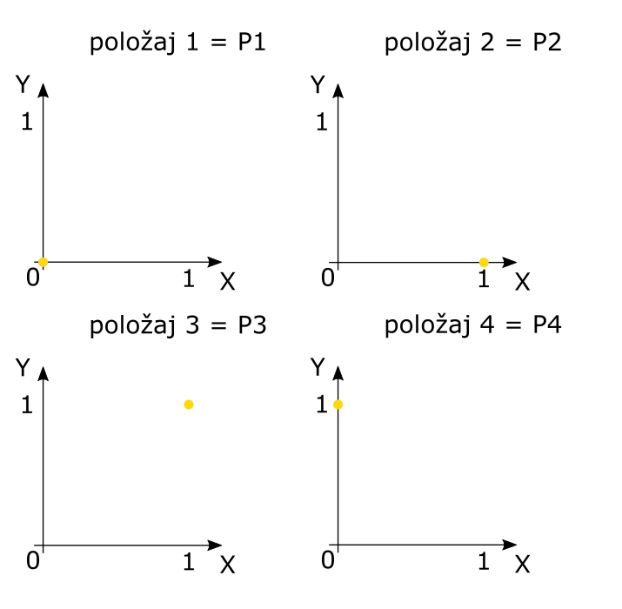 položaj 1 = P1
Y
1
0
1
X
položaj 2 = P2
Y
1
0
1
X
položaj 3 = P3
Y
1
0
1
X
položaj 4 = P4
Y
1
0
1
X